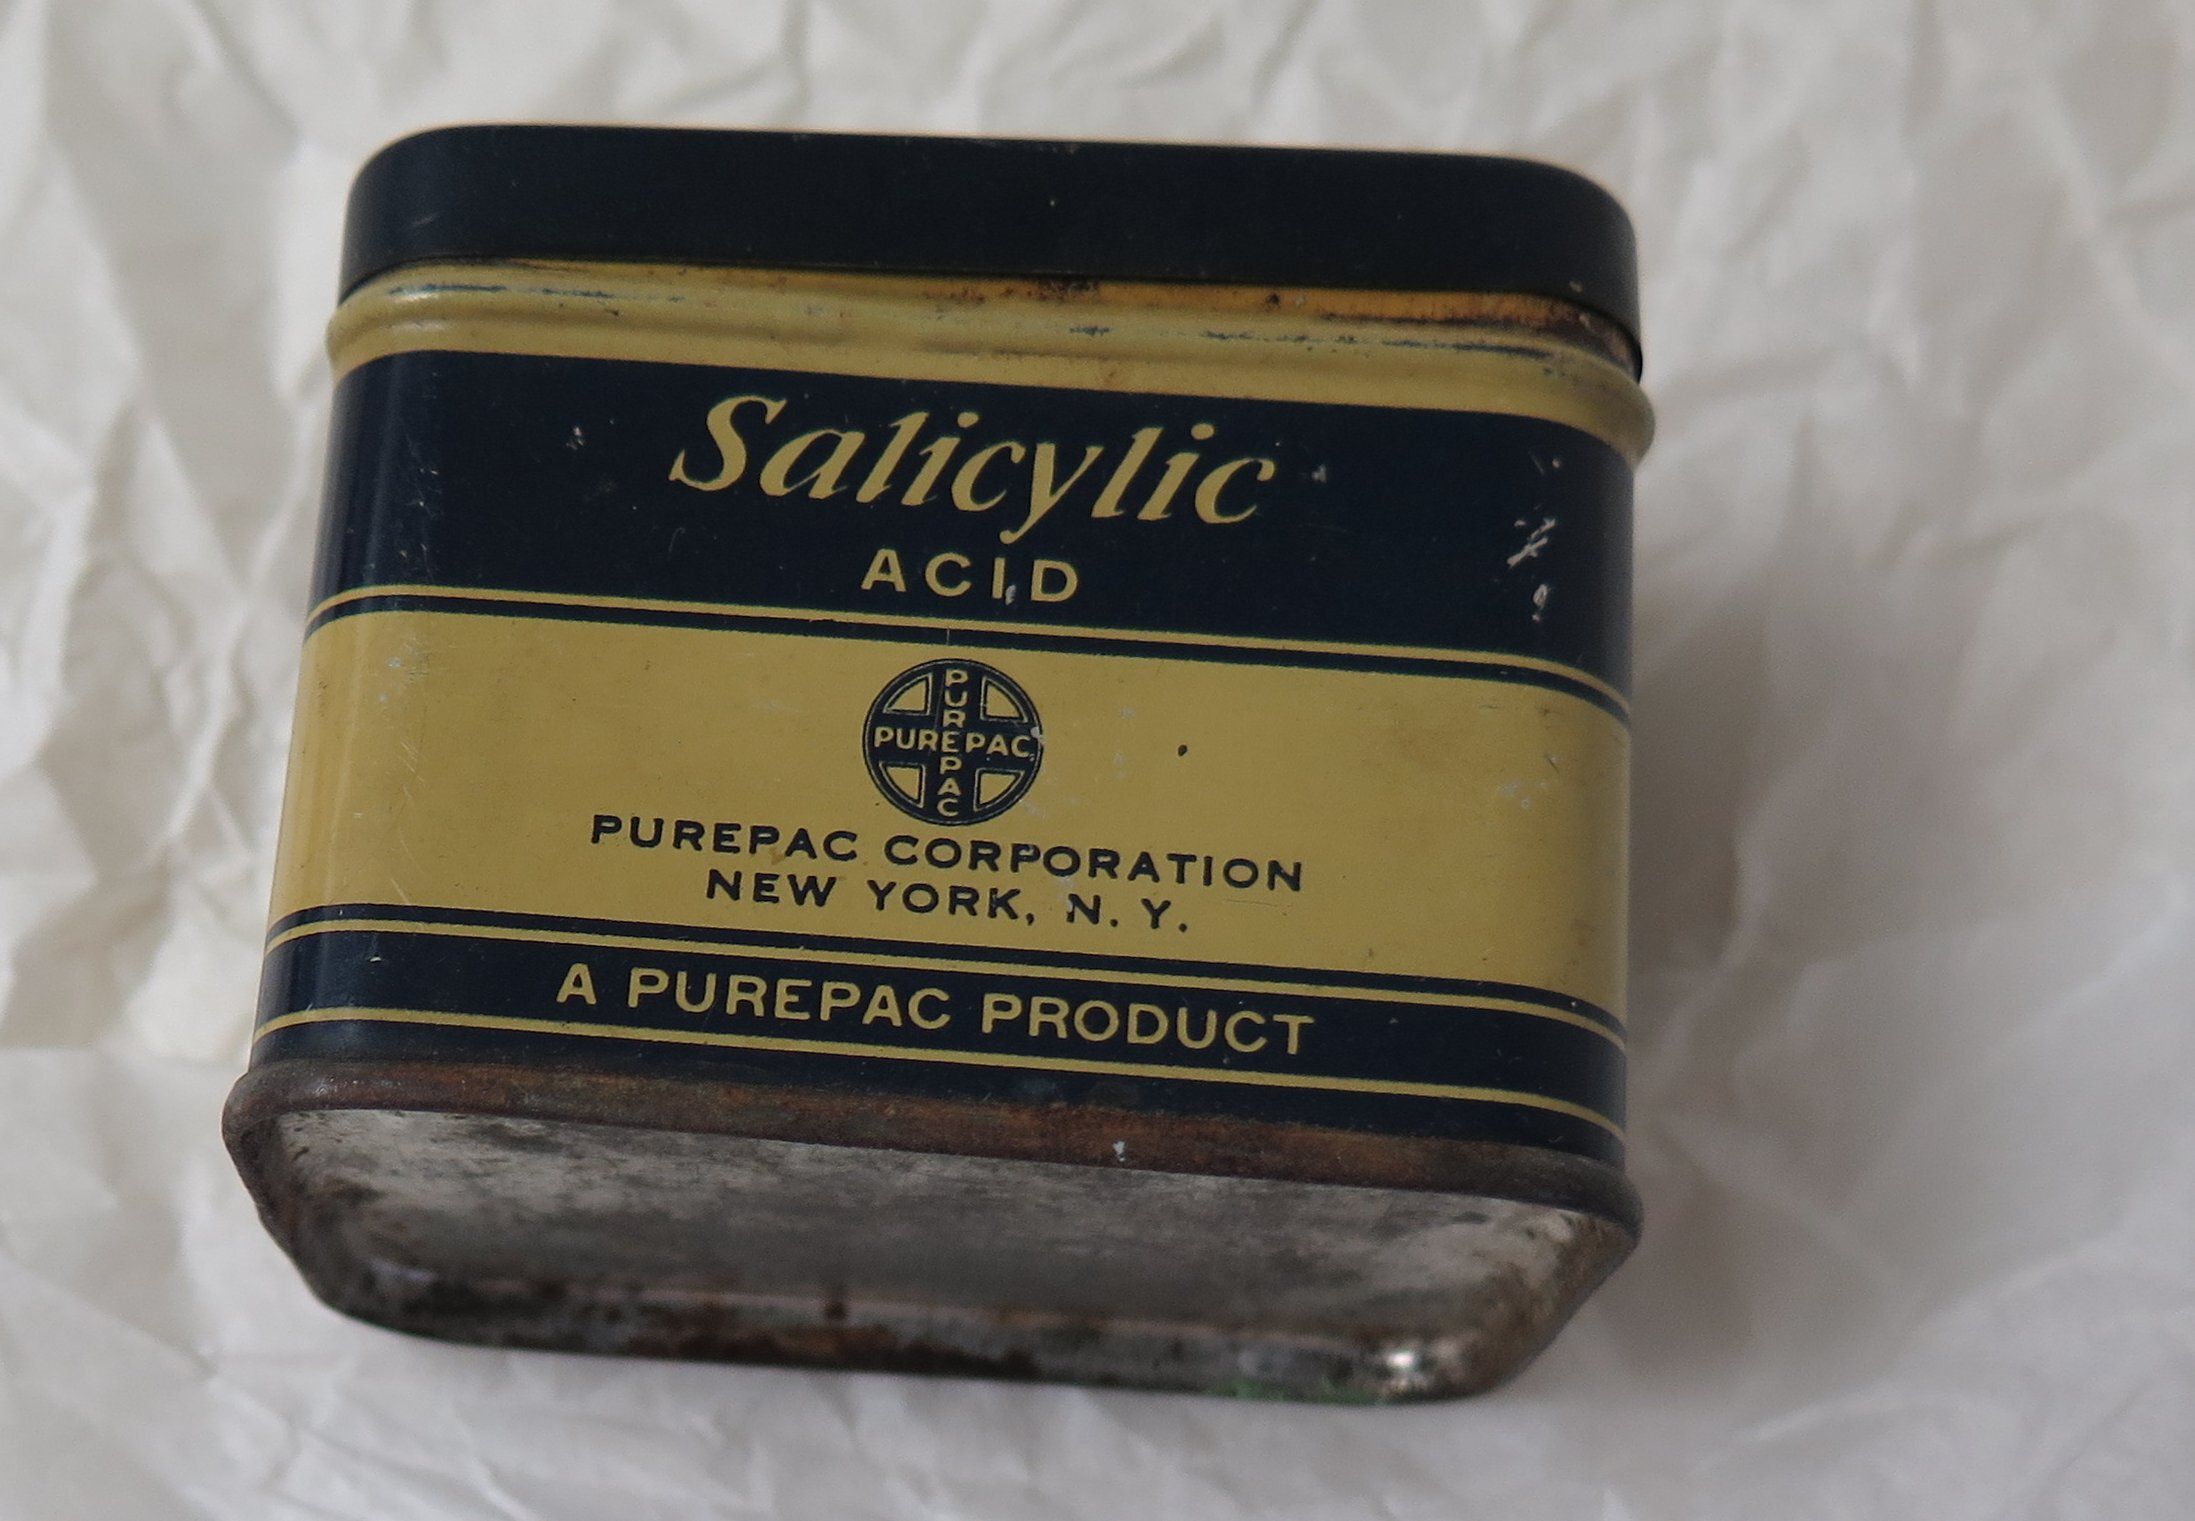 Salicylic
ACID
PUREPAC
PUREPAC
PUREPAC CORPORATION
NEW YORK, N. Y.
A PUREPAC PRODUCT